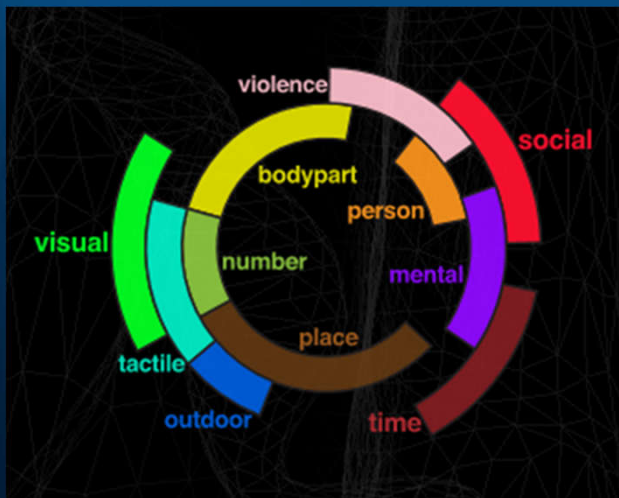 violence
social
bodypart
person
visual
number
mental
place
tactile
outdoor
time